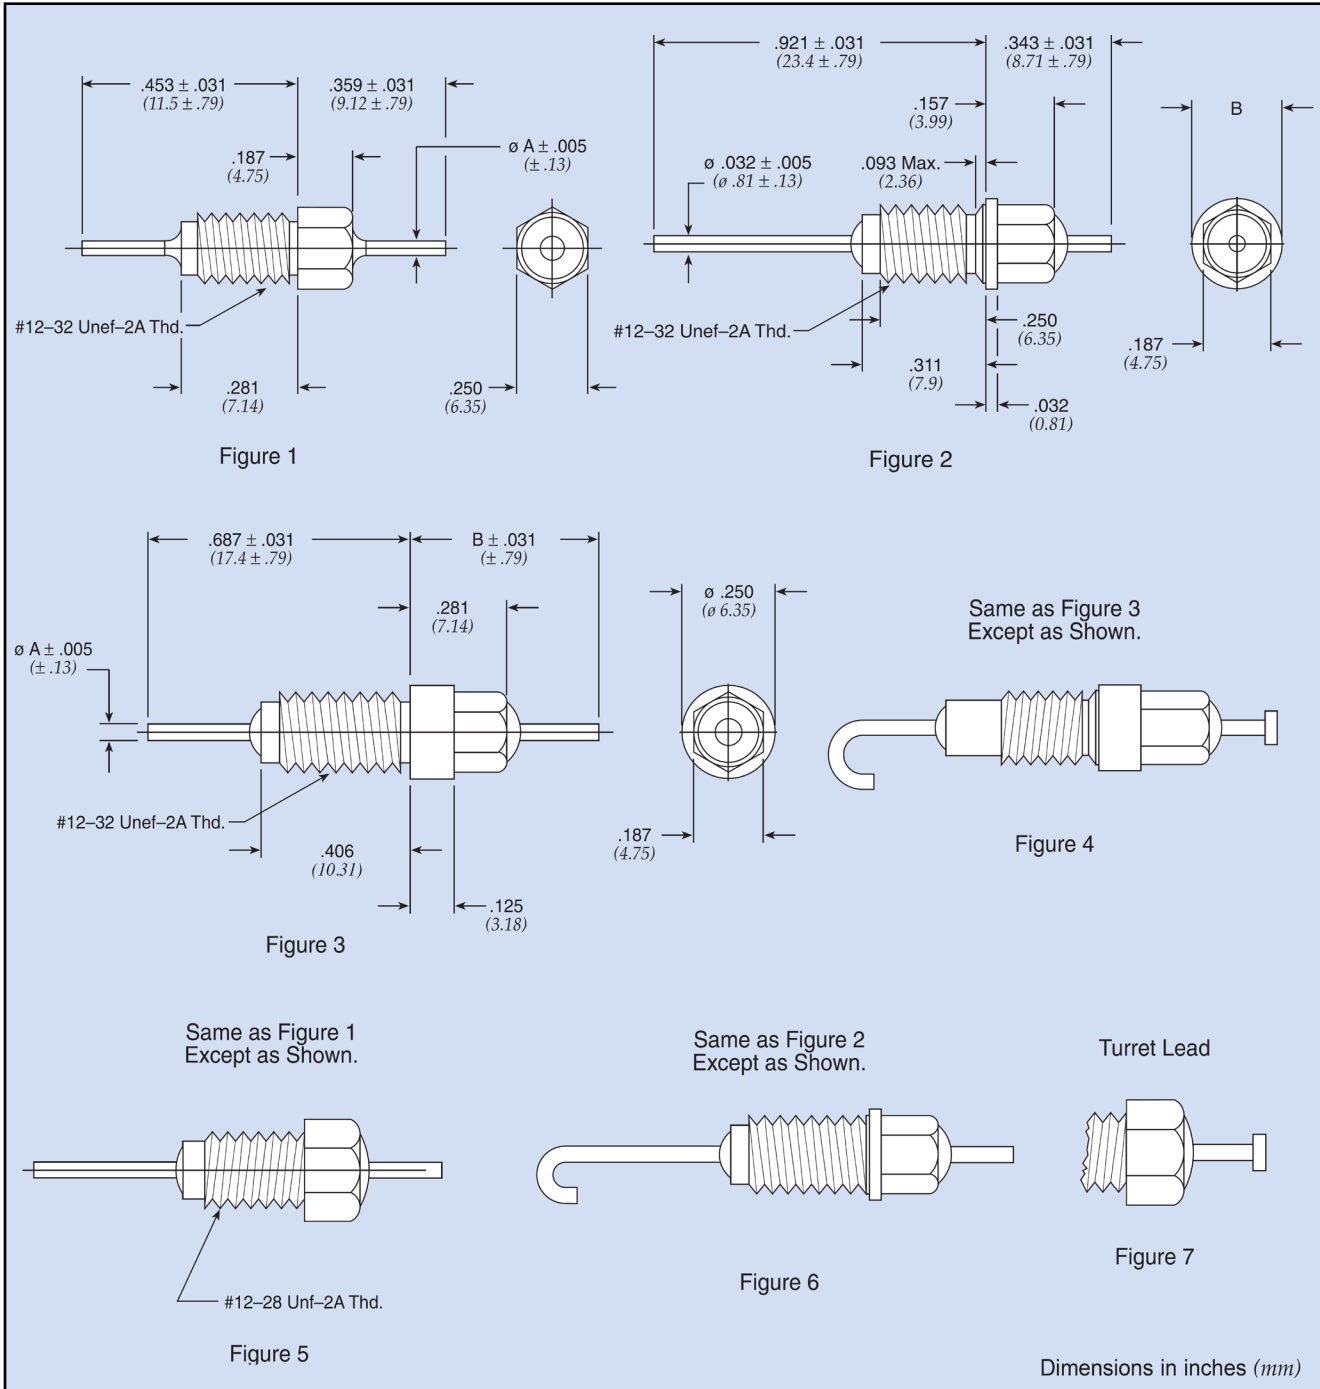 .453 ± .031
(11.5 ± .79)
.359 ± .031
(9.12 ± .79)
.187
(4.75)
ø A ± .005
(± .13)
#12–32 Unef–2A Thd.
.281
(7.14)
.250
(6.35)
Figure 1
.921 ± .031
(23.4 ± .79)
.343 ± .031
(8.71 ± .79)
.157
(3.99)
B
ø .032 ± .005
(ø .81 ± .13)
.093 Max.
(2.36)
#12–32 Unef–2A Thd.
.250
(6.35)
.311
(7.9)
.187
(4.75)
.032
(0.81)
Figure 2
.687 ± .031
(17.4 ± .79)
B ± .031
(± .79)
.281
(7.14)
ø A ± .005
(± .13)
ø .250
(ø 6.35)
#12–32 Unef–2A Thd.
.406
(10.31)
.187
(4.75)
.125
(3.18)
Figure 3
Same as Figure 3
Except as Shown.
Figure 4
Same as Figure 1
Except as Shown.
#12–28 Unf–2A Thd.
Figure 5
Same as Figure 2
Except as Shown.
Figure 6
Turret Lead
Figure 7
Dimensions in inches (mm)